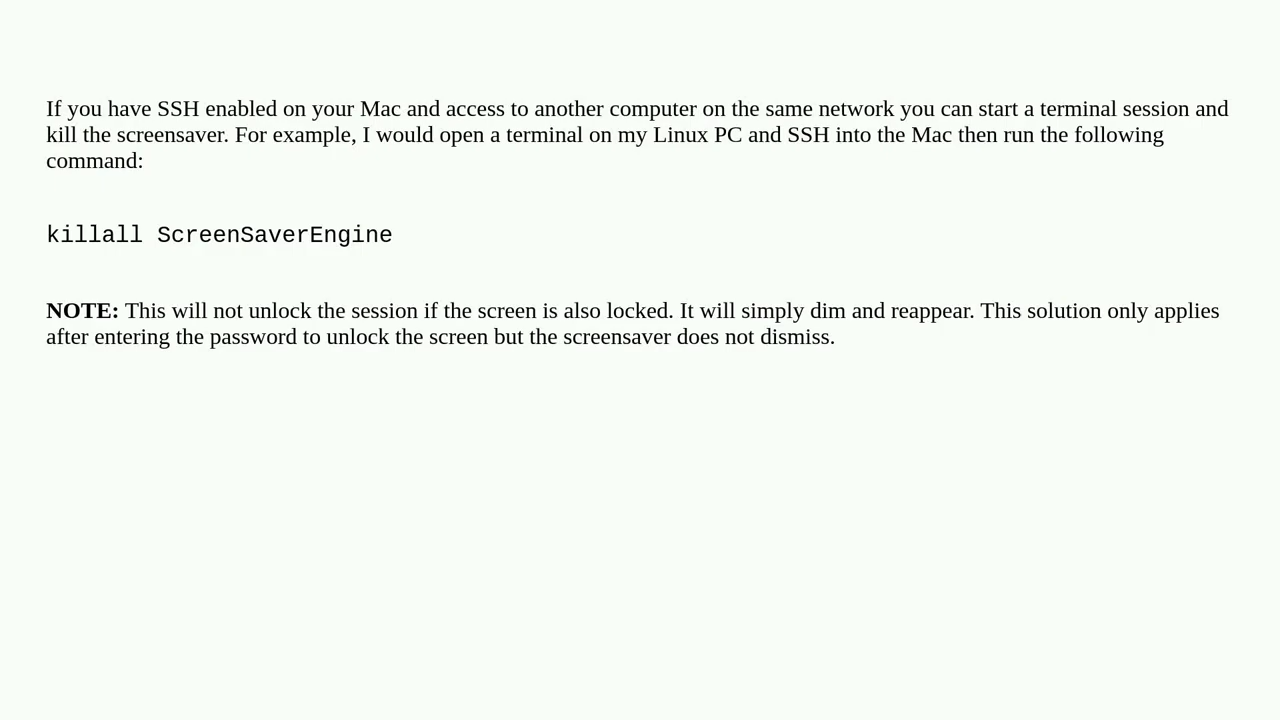 If you have SSH enabled on your Mac and access to another computer on the same network you can start a terminal session and
kill the screensaver. For example, I would open a terminal on my Linux PC and SSH into the Mac then run the following
command:
killall ScreenSaverEngine
NOTE: This will not unlock the session if the screen is also locked. It will simply dim and reappear. This solution only applies
after entering the password to unlock the screen but the screensaver does not dismiss.